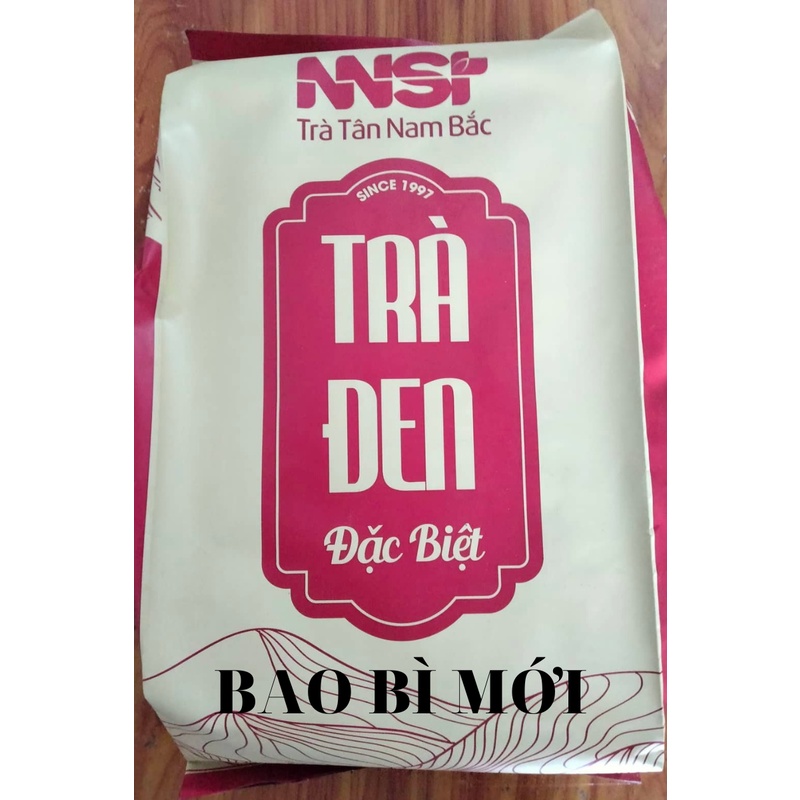 NNST
Trà Tân Nam Bắc
SINCE 1997
TRÀ
ĐEN
Đặc Biệt
BAO BÌ MỚI